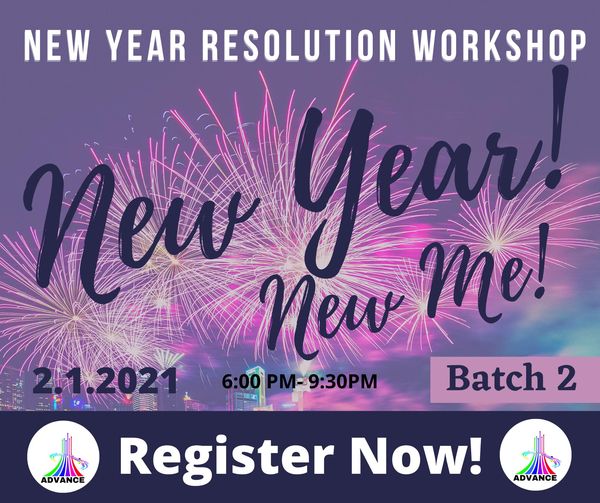 NEW YEAR RESOLUTION WORKSHOP
New Year!
New Me!
2.1.2021
6:00 PM- 9:30PM
Batch 2
ADVANCE
Register Now!
ADVANCE